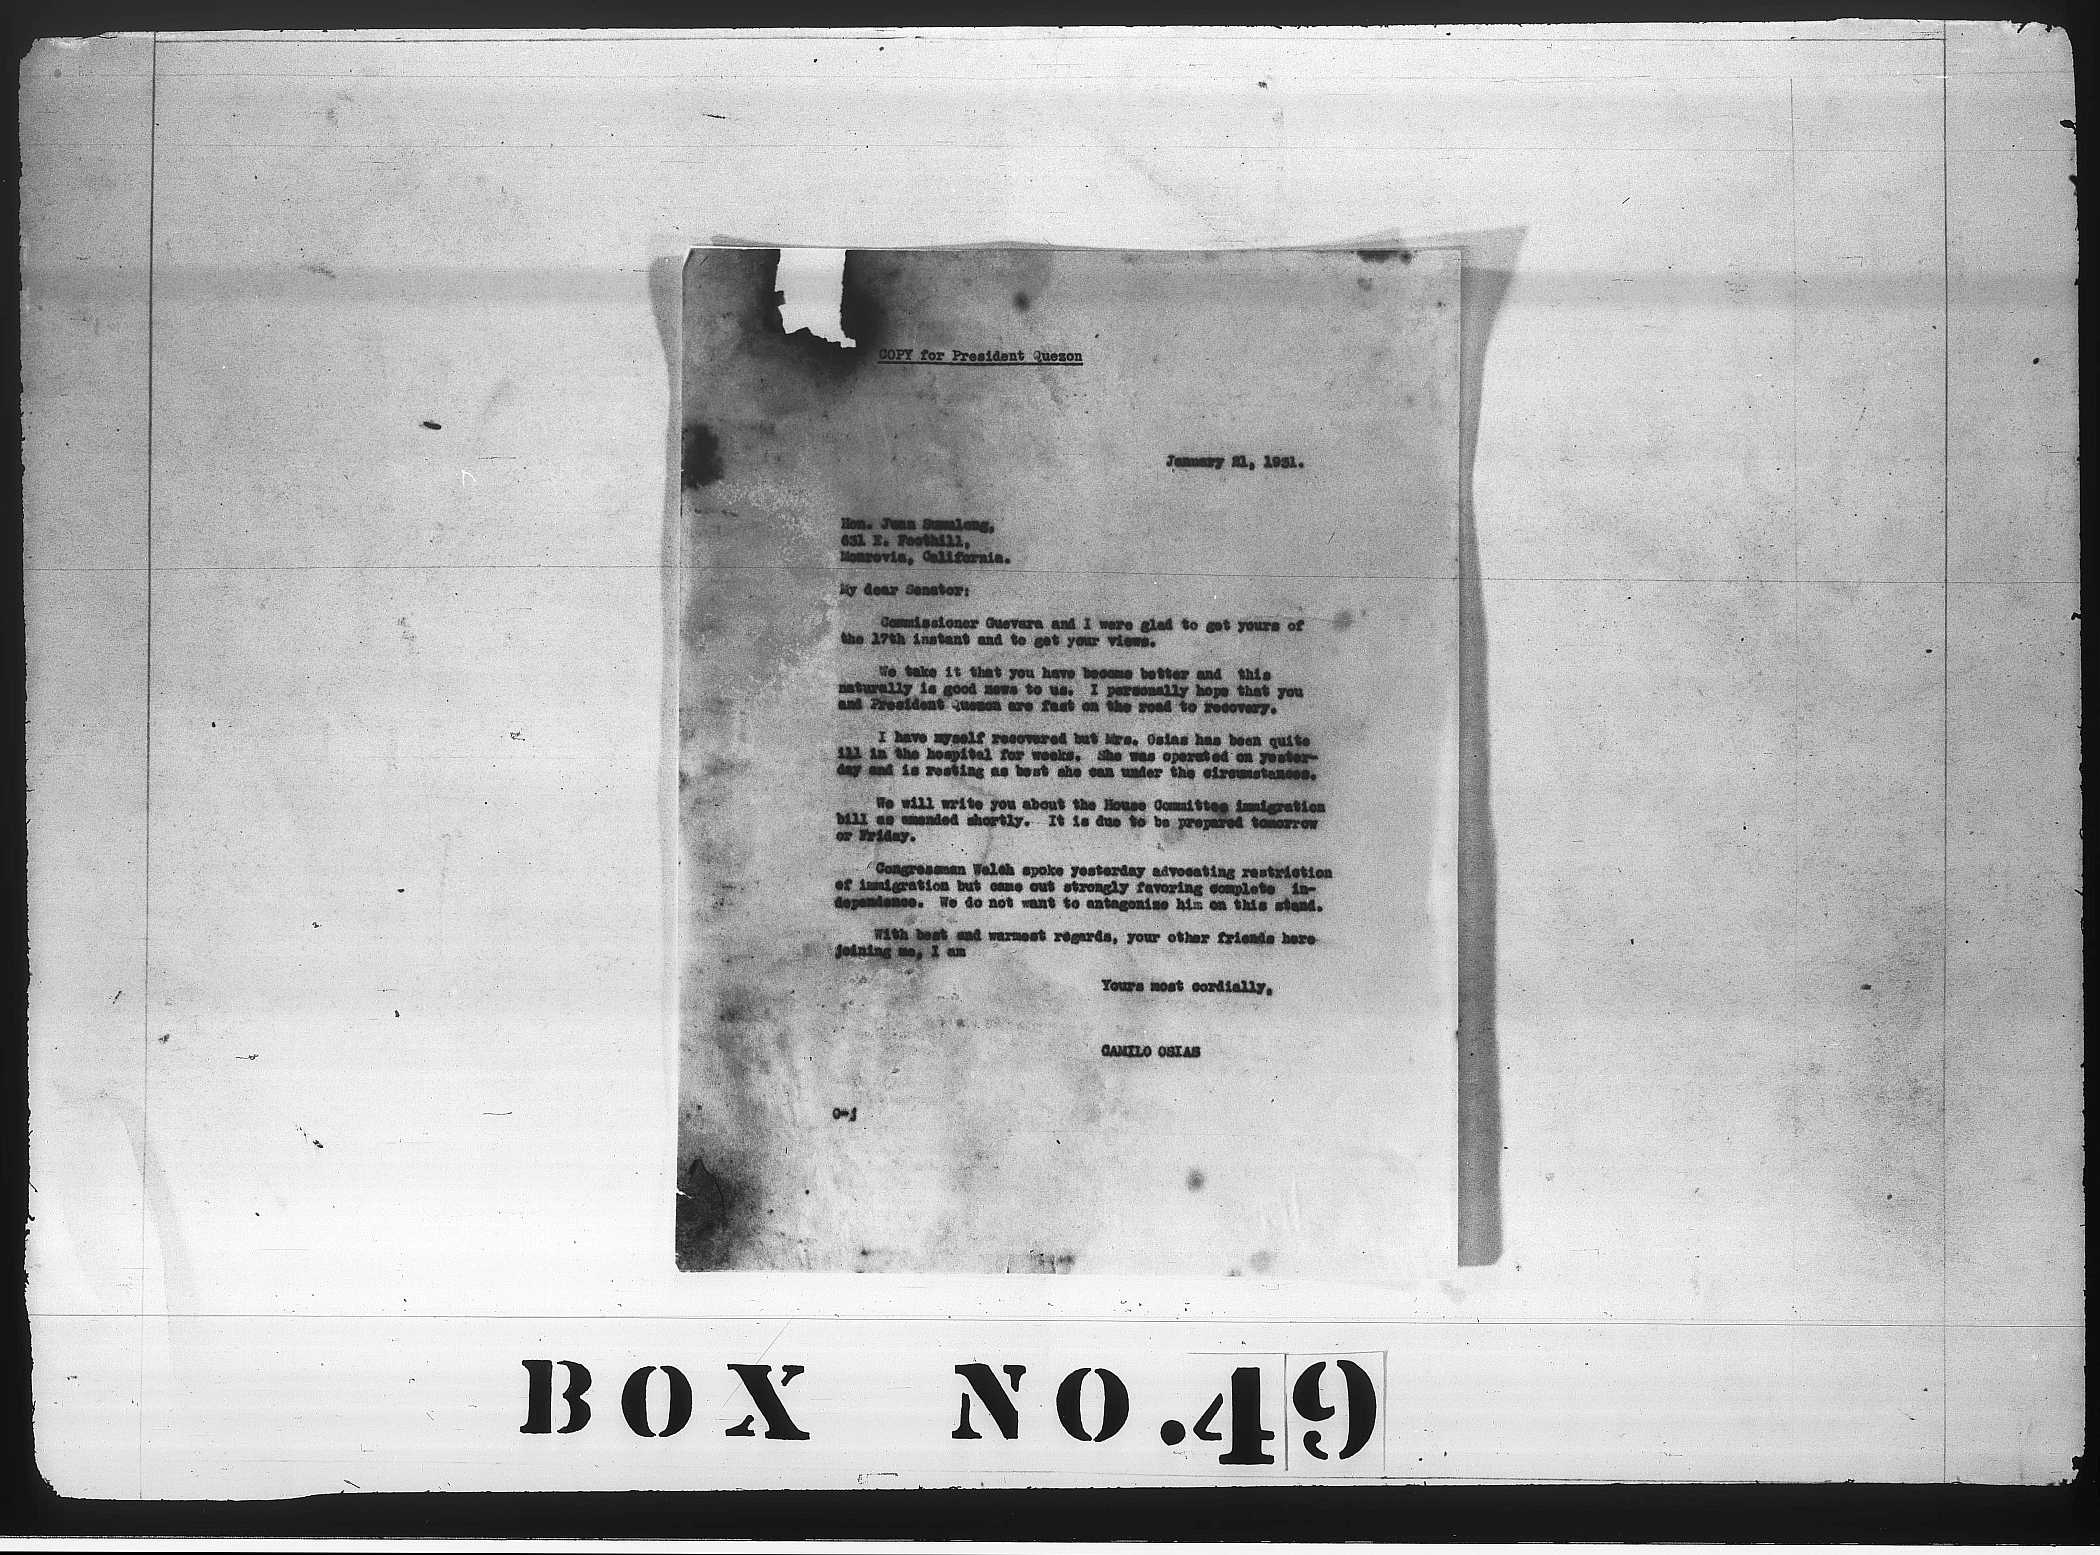 COPY for President Quezon
January 21, 1931.
Hon. Juan Sumulong,
631 E. Foothill,
Monrovia, California.
My dear Senator:
Commissioner Guevara and I were glad to get yours of
the 17th instant and to get your views.
We take it that you have become better and this
naturally is good news to us. I personally hope that you
and President Quezon are fast on the road to recovery.
I have myself recovered but Mrs. Osias has been quite
ill in the hospital for weeks. She was operated on yester-
day and is resting as best she can under the circumstances.
We will write you about the House Committee immigration
bill as amended shortly. It is due to be prepared tomorrow
or Friday.
Congressman Welch spoke yesterday advocating restriction
of immigration but came out strongly favoring complete in-
dependence. We do not want to antagonize him on this stand.
With best and warmest regards, your other friends here
joining me, I am
Yours most cordially,
CAMILO OSIAS
O-j
BOX NO. 49